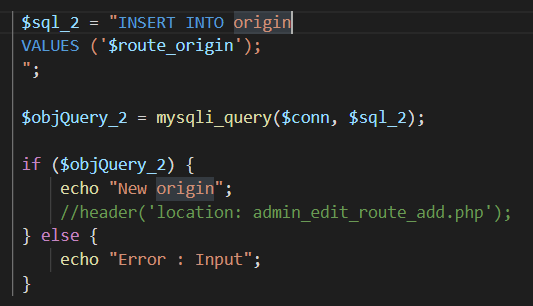 $sql_2 = "INSERT INTO origin
VALUES ('$route_origin');
";
$objQuery_2 = mysqli_query($conn, $sql_2);
if ($objQuery_2) {
echo "New origin";
//header('location: admin_edit_route_add.php');
} else {
echo "Error : Input";
}